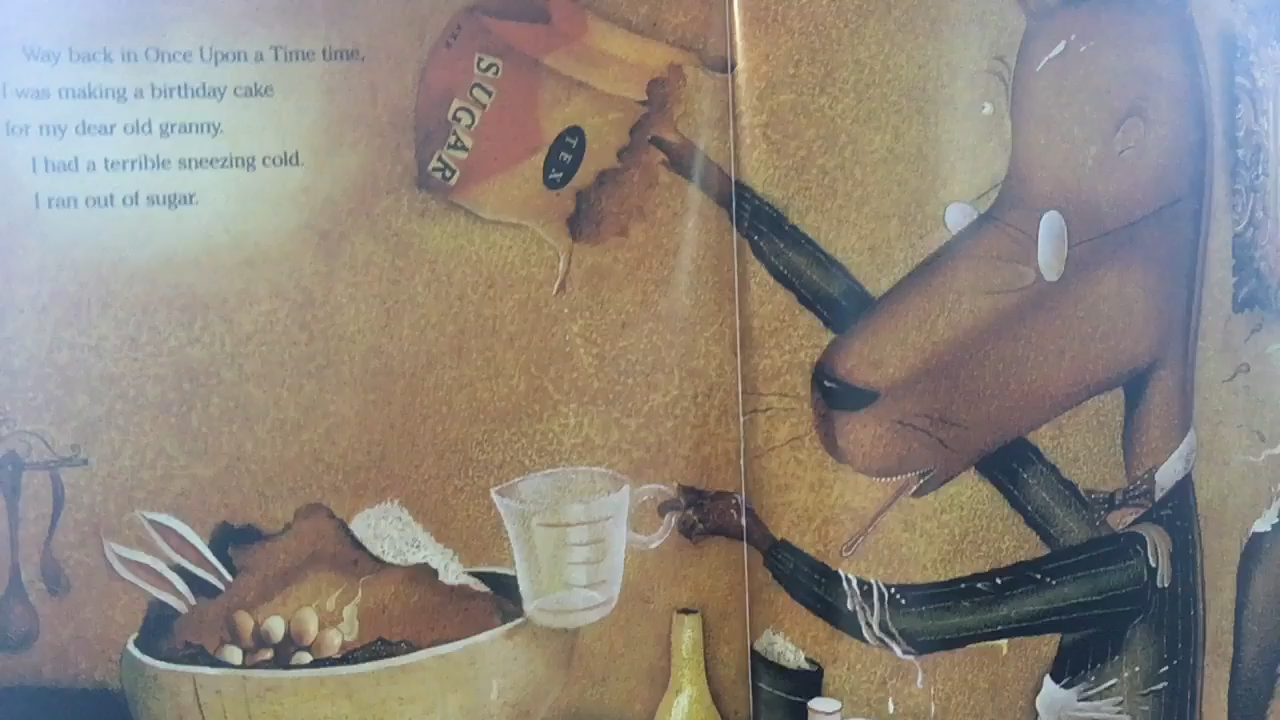 Way back in Once Upon a Time time,
I was making a birthday cake
for my dear old granny.
I had a terrible sneezing cold.
I ran out of sugar.
SUGAR